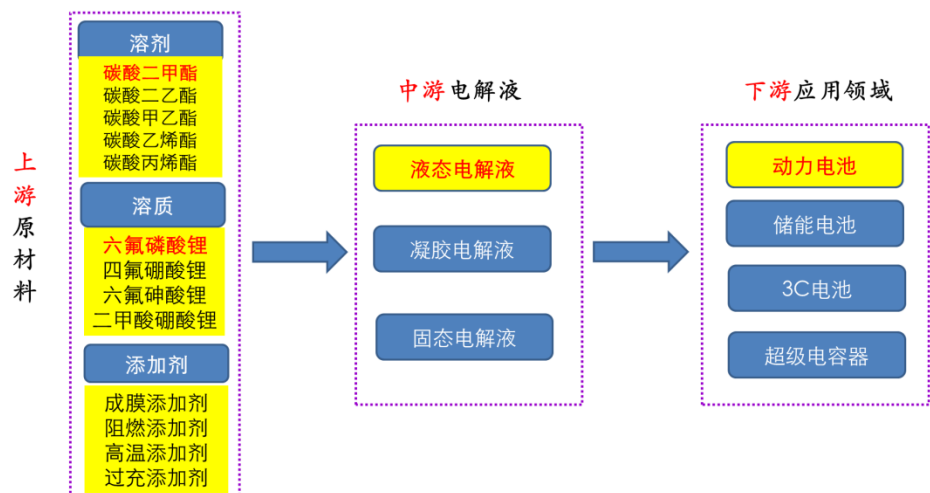 上游原材料
溶剂
碳酸二甲酯
碳酸二乙酯
碳酸甲乙酯
碳酸乙烯酯
碳酸丙烯酯
溶质
六氟磷酸锂
四氟硼酸锂
六氟砷酸锂
二甲酸硼酸锂
添加剂
成膜添加剂
阻燃添加剂
高温添加剂
过充添加剂
中游电解液
液态电解液
凝胶电解液
固态电解液
下游应用领域
动力电池
储能电池
3C电池
超级电容器